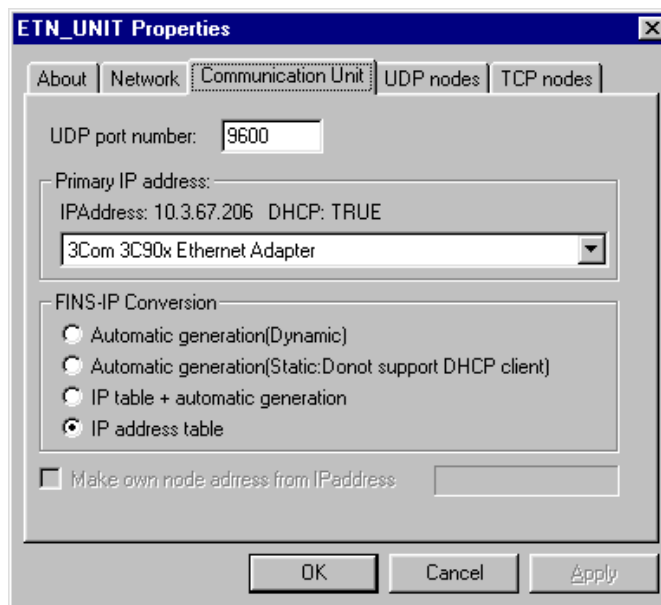 ETN_UNIT Properties
About Network Communication Unit UDP nodes TCP nodes
UDP port number: 9600
Primary IP address:
IPAddress: 10.3.67.206 DHCP: TRUE
3Com 3C90x Ethernet Adapter
FINS-IP Conversion
Automatic generation(Dynamic)
Automatic generation(Static:Donot support DHCP client)
IP table + automatic generation
IP address table
Make own node adrress from IPaddress
OK Cancel Apply